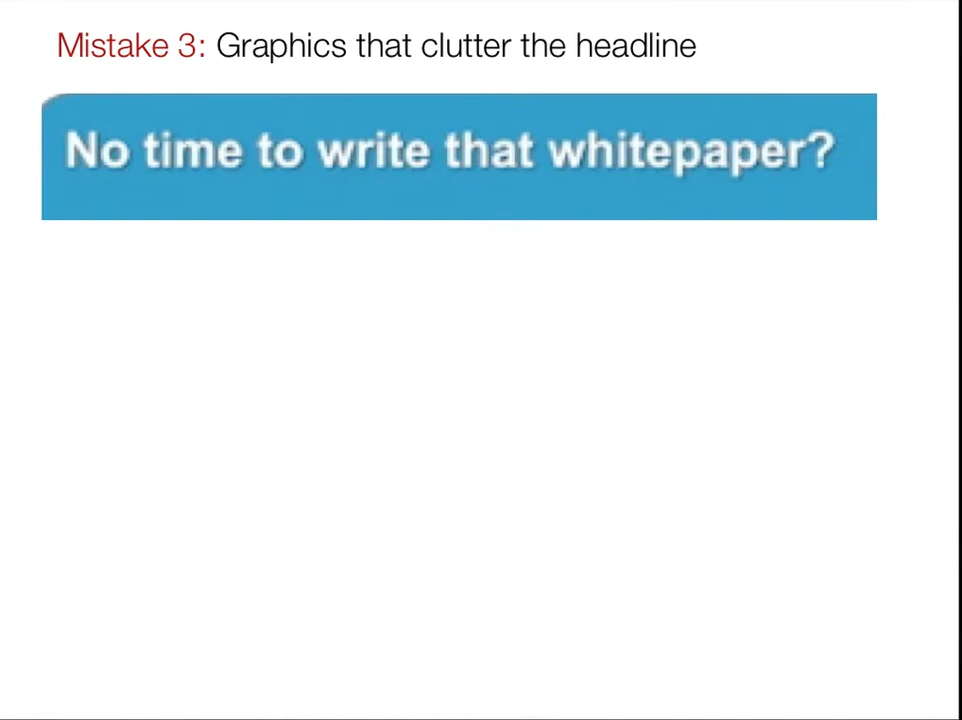 Mistake 3: Graphics that clutter the headline
No time to write that whitepaper?